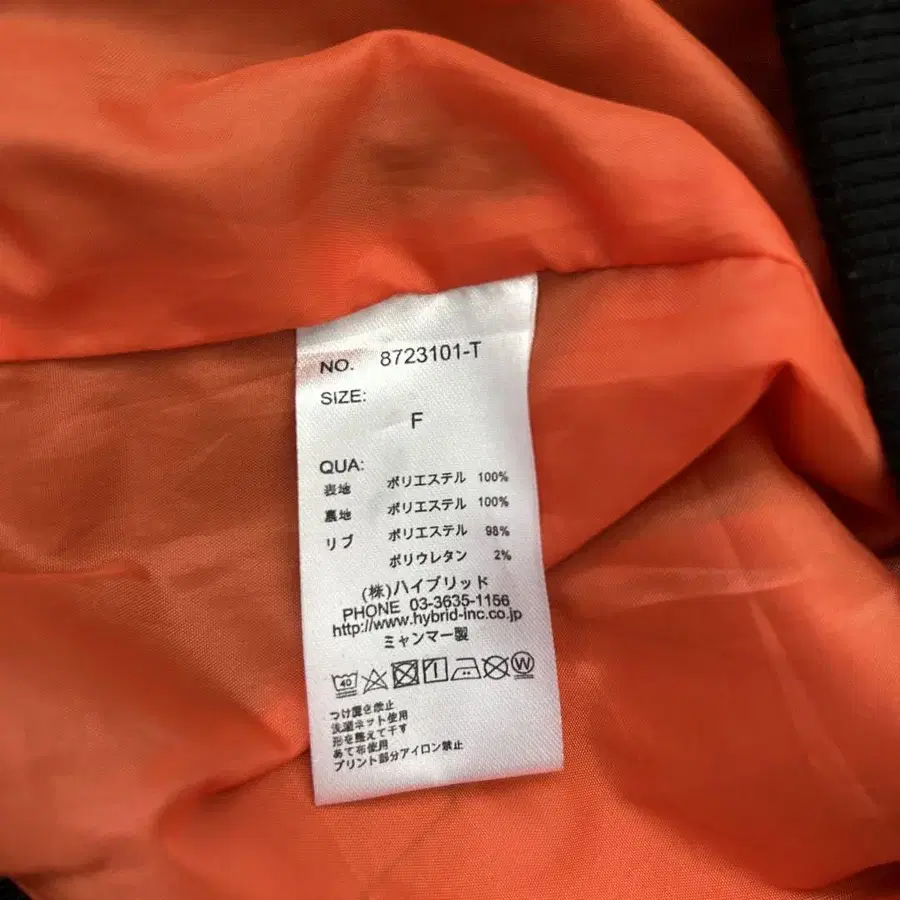 NO. 8723101-T
SIZE:
F
QUA:
表地 ポリエステル 100%
裏地 ポリエステル 100%
リブ ポリエステル 98%
ポリウレタン 2%
(株)ハイブリッド
PHONE 03-3635-1156
http://www.hybrid-inc.co.jp
ミャンマー製
40 W
つけ置き禁止
洗濯ネット使用
形を整えて干す
あて布使用
プリント部分アイロン禁止